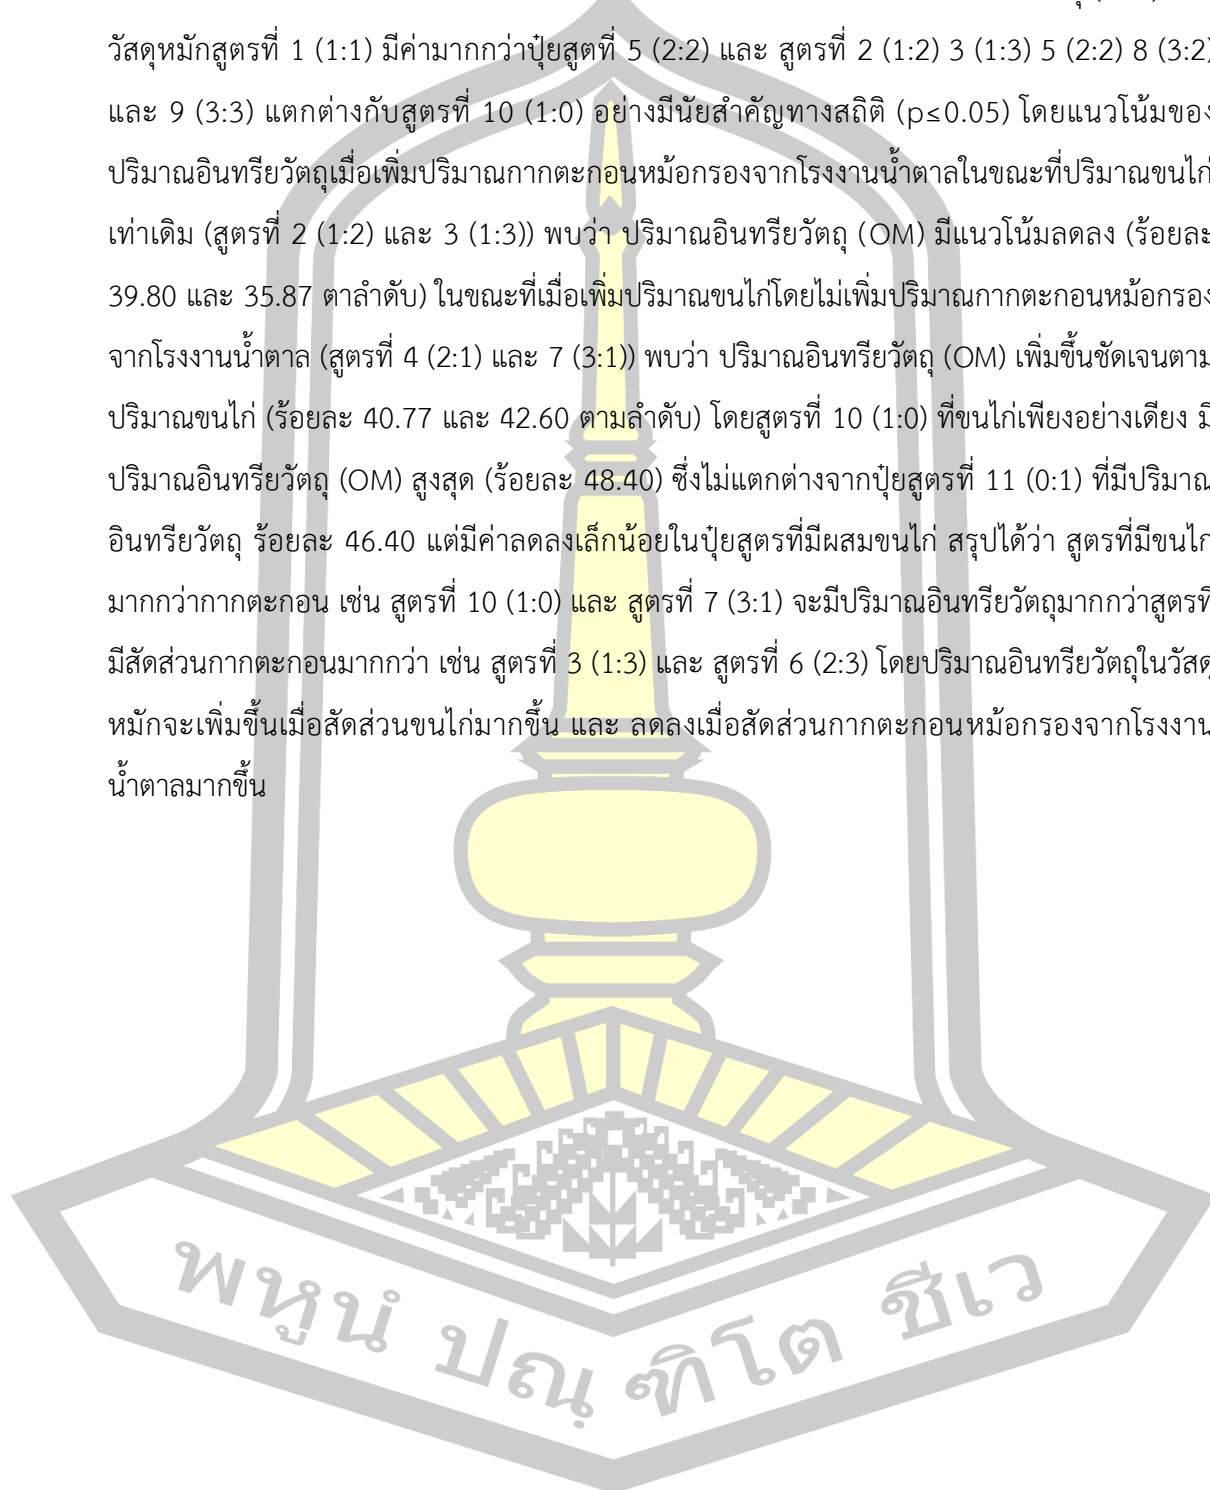 วัสดุหมักสูตรที่ 1 (1:1) มีค่ามากกว่าปุ๋ยสูตที่ 5 (2:2) และ สูตรที่ 2 (1:2) 3 (1:3) 5 (2:2) 8 (3:2)
และ 9 (3:3) แตกต่างกับสูตรที่ 10 (1:0) อย่างมีนัยสำคัญทางสถิติ (p≤0.05) โดยแนวโน้มของ
ปริมาณอินทรียวัตถุเมื่อเพิ่มปริมาณกากตะกอนหม้อกรองจากโรงงานน้ำตาลในขณะที่ปริมาณขนไก่
เท่าเดิม (สูตรที่ 2 (1:2) และ 3 (1:3)) พบว่า ปริมาณอินทรียวัตถุ (OM) มีแนวโน้มลดลง (ร้อยละ
39.80 และ 35.87 ตาลำดับ) ในขณะที่เมื่อเพิ่มปริมาณขนไก่โดยไม่เพิ่มปริมาณกากตะกอนหม้อกรอง
จากโรงงานน้ำตาล (สูตรที่ 4 (2:1) และ 7 (3:1)) พบว่า ปริมาณอินทรียวัตถุ (OM) เพิ่มขึ้นชัดเจนตาม
ปริมาณขนไก่ (ร้อยละ 40.77 และ 42.60 ตามลำดับ) โดยสูตรที่ 10 (1:0) ที่ขนไก่เพียงอย่างเดียง มี
ปริมาณอินทรียวัตถุ (OM) สูงสุด (ร้อยละ 48.40) ซึ่งไม่แตกต่างจากปุ๋ยสูตรที่ 11 (0:1) ที่มีปริมาณ
อินทรียวัตถุ ร้อยละ 46.40 แต่มีค่าลดลงเล็กน้อยในปุ๋ยสูตรที่มีผสมขนไก่ สรุปได้ว่า สูตรที่มีขนไก่
มากกว่ากากตะกอน เช่น สูตรที่ 10 (1:0) และ สูตรที่ 7 (3:1) จะมีปริมาณอินทรียวัตถุมากกว่าสูตรที่
มีสัดส่วนกากตะกอนมากกว่า เช่น สูตรที่ 3 (1:3) และ สูตรที่ 6 (2:3) โดยปริมาณอินทรียวัตถุในวัสดุ
หมักจะเพิ่มขึ้นเมื่อสัดส่วนขนไก่มากขึ้น และ ลดลงเมื่อสัดส่วนกากตะกอนหม้อกรองจากโรงงาน
น้ำตาลมากขึ้น
พหูนํ ปณฺฑิโต ชีเว